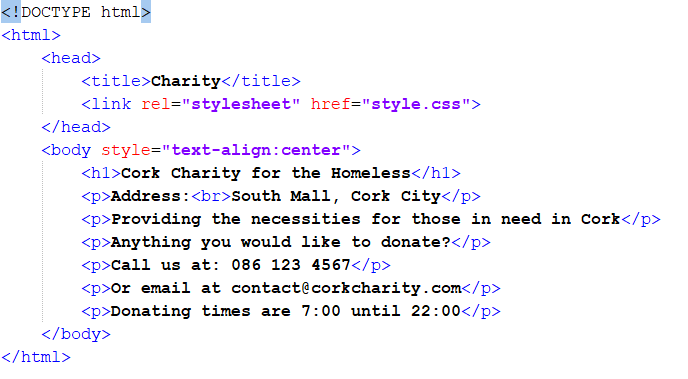 <!DOCTYPE html>
<html>
    <head>
        <title>Charity</title>
        <link rel="stylesheet" href="style.css">
    </head>
    <body style="text-align:center">
        <h1>Cork Charity for the Homeless</h1>
        <p>Address:<br>South Mall, Cork City</p>
        <p>Providing the necessities for those in need in Cork</p>
        <p>Anything you would like to donate?</p>
        <p>Call us at: 086 123 4567</p>
        <p>Or email at contact@corkcharity.com</p>
        <p>Donating times are 7:00 until 22:00</p>
    </body>
</html>